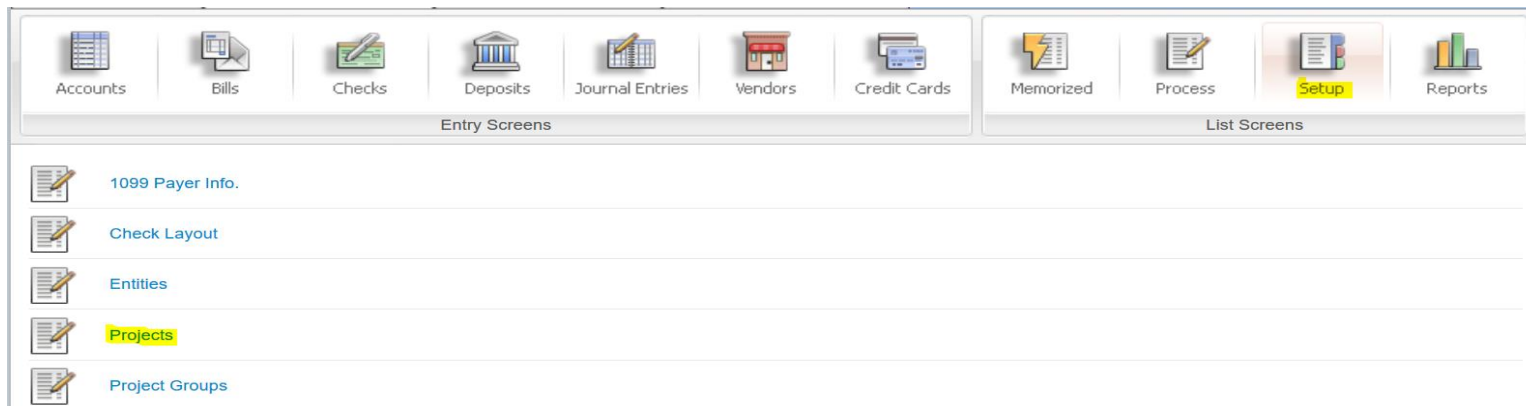 Accounts Bills Checks Deposits Journal Entries Vendors Credit Cards Memorized Process Setup Reports
Entry Screens List Screens
1099 Payer Info.
Check Layout
Entities
Projects
Project Groups